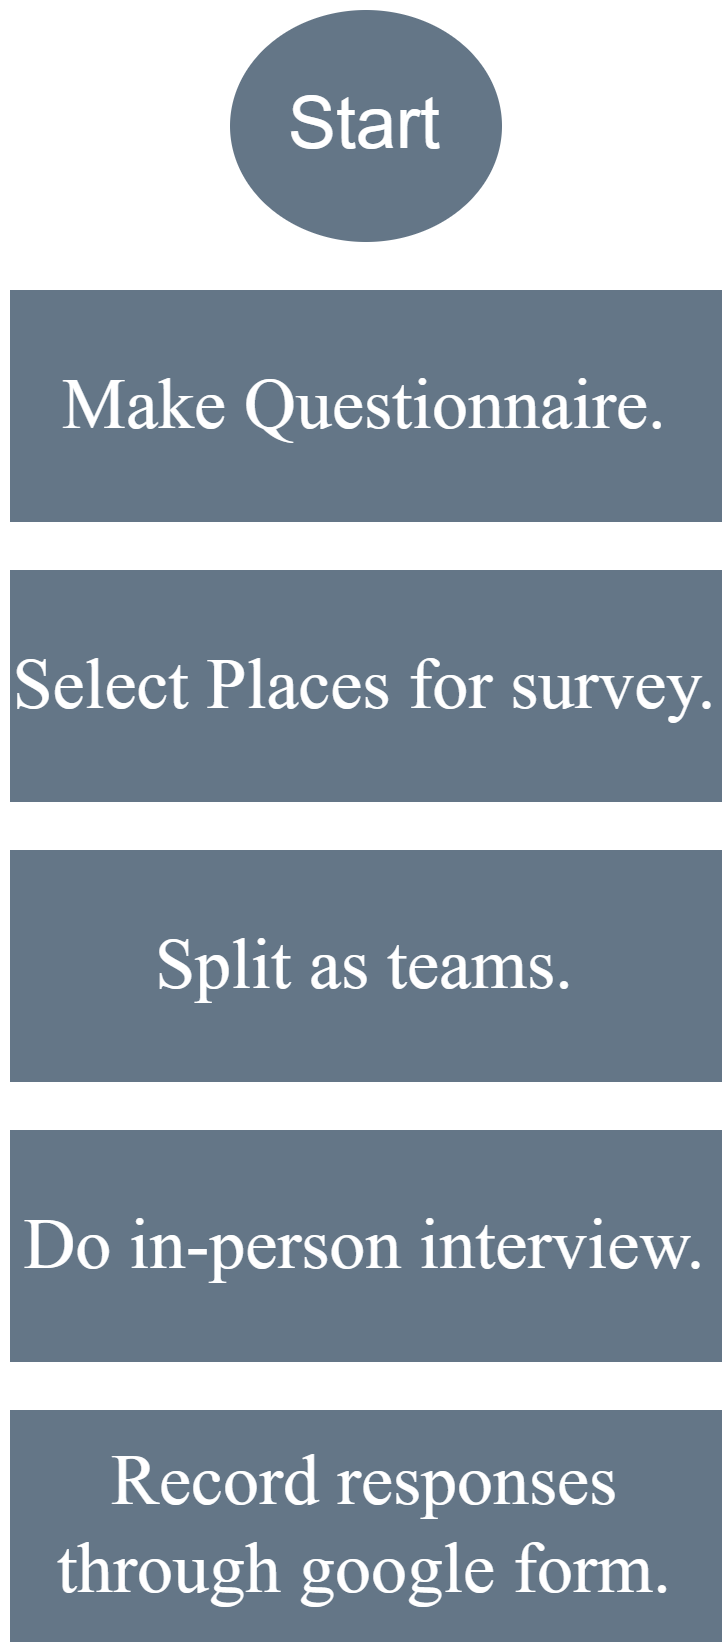 Start
Make Questionnaire.
Select Places for survey.
Split as teams.
Do in-person interview.
Record responses
through google form.